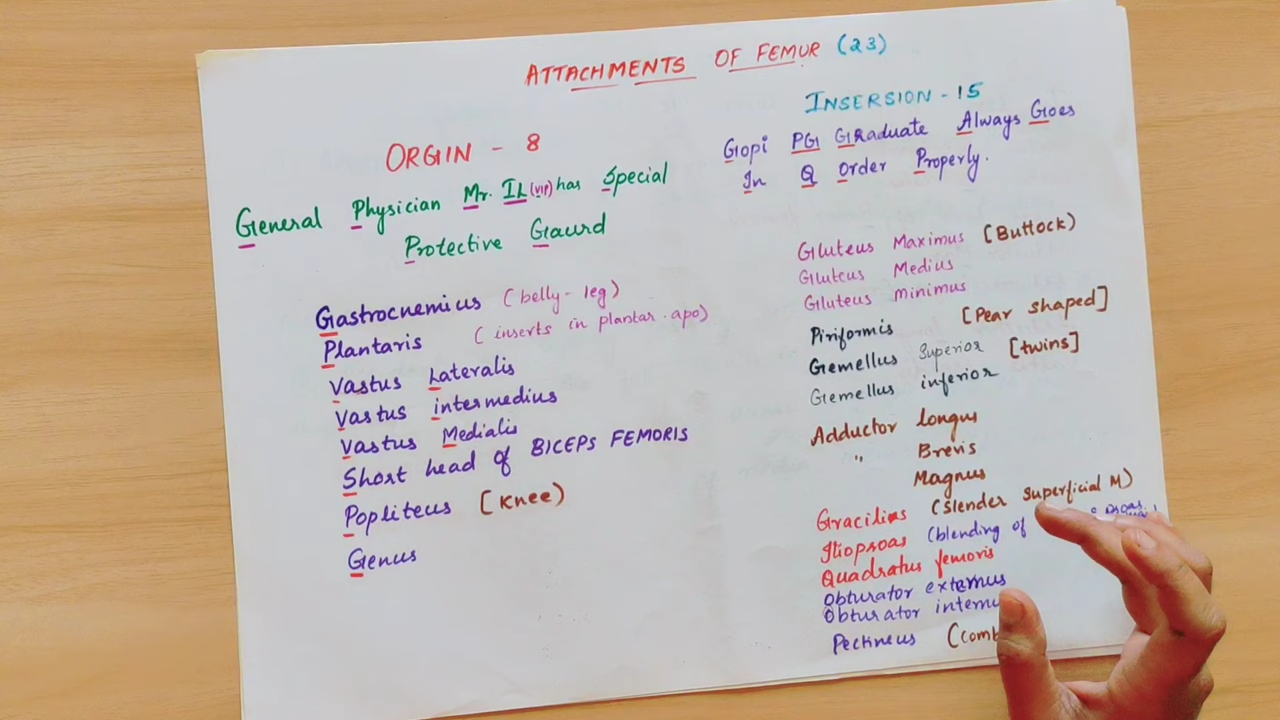 ATTACHMENTS OF FEMUR (23)
ORGIN - 8
General Physician Mr. IL (VIP) has Special
Protective Gaurd
Gastrocnemius (belly - leg)
Plantaris (inserts in plantar. apo)
Vastus Lateralis
Vastus intermedius
Vastus Medialis
Short head of BICEPS FEMORIS
Popliteus [Knee)
Genus
INSERSION - 15
Gopi PG GRaduate Always Goes
In Q Order Properly.
Gluteus Maximus [Buttock)
Gluteus Medius
Gluteus minimus
Piriformis [Pear shaped]
Gemellus Superior [twins]
Gemellus inferior
Adductor longus
" Brevis
Magnus
Gracilis (slender superficial M)
Iliopsoas (blending of
Quadratus femoris
Obturator externus
Obturator
Pectineus